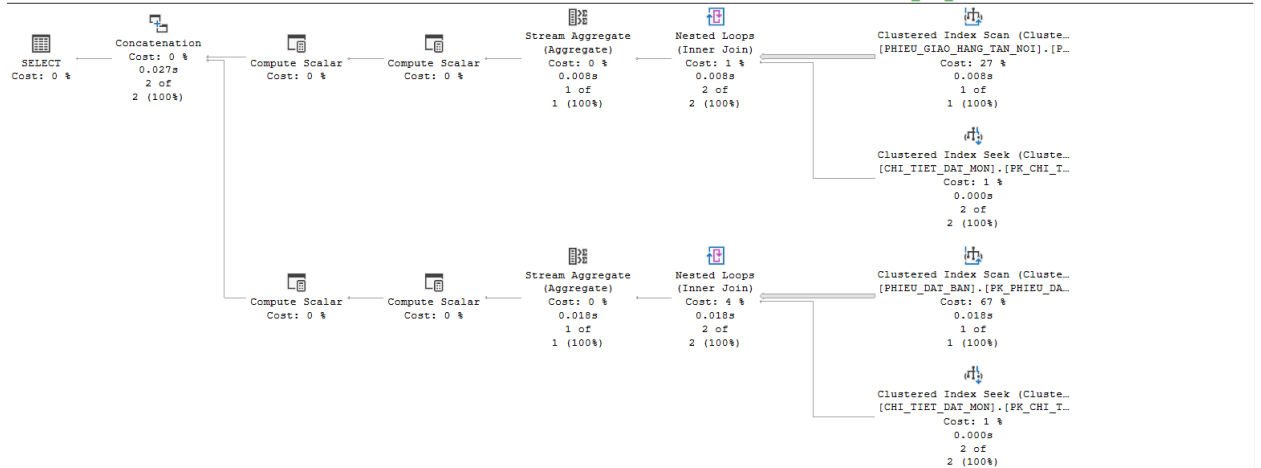 SELECT
Cost: 0 %
Concatenation
Cost: 0 %
0.027s
2 of
2 (100%)
Compute Scalar
Cost: 0 %
Compute Scalar
Cost: 0 %
Stream Aggregate
(Aggregate)
Cost: 0 %
0.008s
1 of
1 (100%)
Nested Loops
(Inner Join)
Cost: 1 %
0.008s
2 of
2 (100%)
Clustered Index Scan (Cluste…
[PHIEU_GIAO_HANG_TAN_NOI].[P…
Cost: 27 %
0.008s
1 of
1 (100%)
Clustered Index Seek (Cluste…
[CHI_TIET_DAT_MON].[PK_CHI_T…
Cost: 1 %
0.000s
2 of
2 (100%)
Compute Scalar
Cost: 0 %
Compute Scalar
Cost: 0 %
Stream Aggregate
(Aggregate)
Cost: 0 %
0.018s
1 of
1 (100%)
Nested Loops
(Inner Join)
Cost: 4 %
0.018s
2 of
2 (100%)
Clustered Index Scan (Cluste…
[PHIEU_DAT_BAN].[PK_PHIEU_DA…
Cost: 67 %
0.018s
1 of
1 (100%)
Clustered Index Seek (Cluste…
[CHI_TIET_DAT_MON].[PK_CHI_T…
Cost: 1 %
0.000s
2 of
2 (100%)